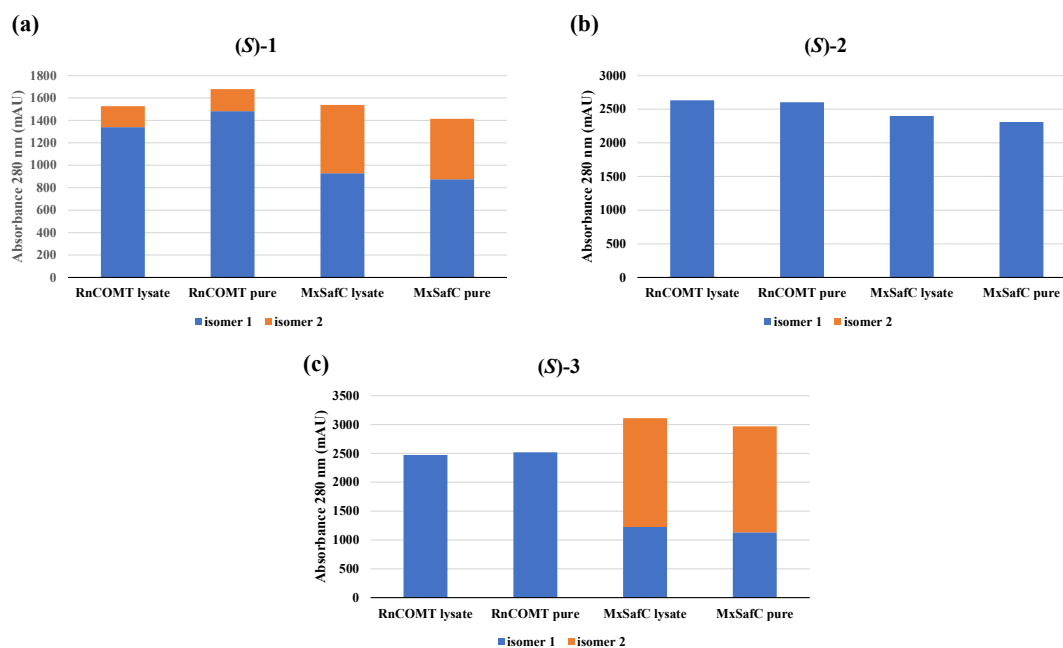 (a)
(S)-1
Absorbance 280 nm (mAU)
1800
1600
1400
1200
1000
800
600
400
200
0
RnCOMT lysate RnCOMT pure MxSafC lysate MxSafC pure
isomer 1 isomer 2
(b)
(S)-2
Absorbance 280 nm (mAU)
3000
2500
2000
1500
1000
500
0
RnCOMT lysate RnCOMT pure MxSafC lysate MxSafC pure
isomer 1 isomer 2
(c)
(S)-3
Absorbance 280 nm (mAU)
3500
3000
2500
2000
1500
1000
500
0
RnCOMT lysate RnCOMT pure MxSafC lysate MxSafC pure
isomer 1 isomer 2